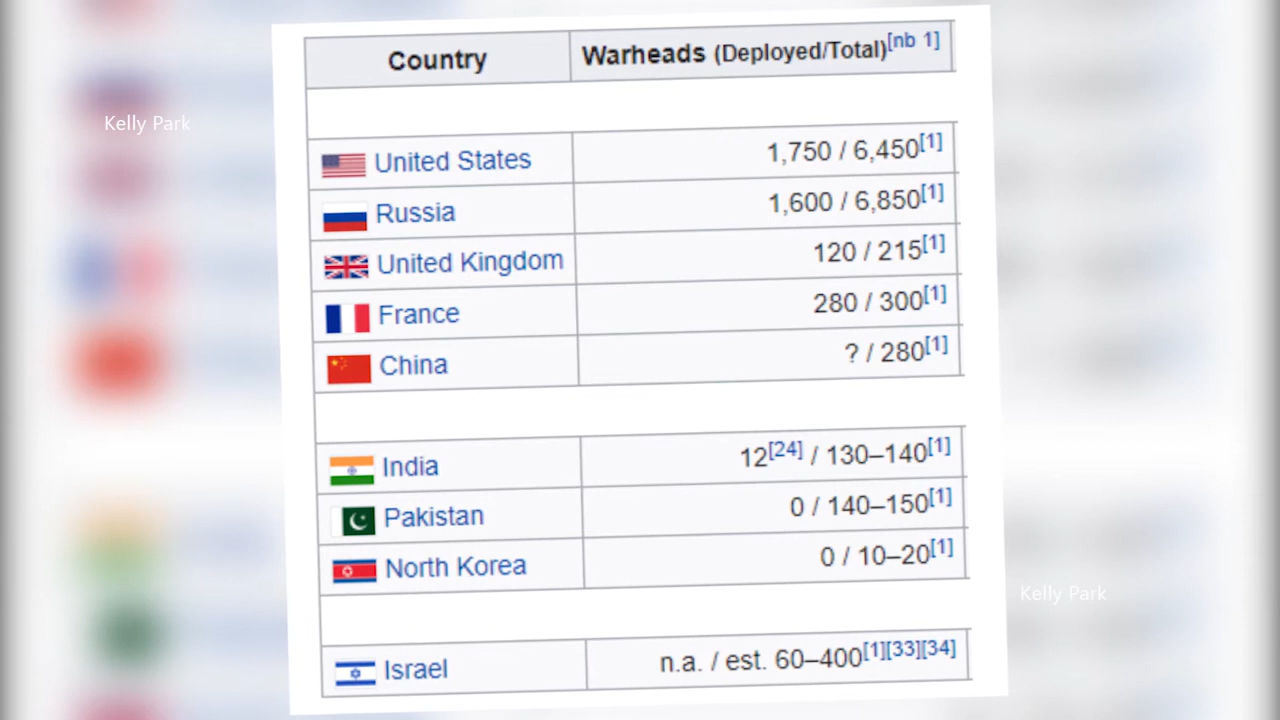 Country Warheads (Deployed/Total)[nb 1]
Kelly Park
United States 1,750 / 6,450[1]
Russia 1,600 / 6,850[1]
United Kingdom 120 / 215[1]
France 280 / 300[1]
China ? / 280[1]
India 12[24] / 130–140[1]
Pakistan 0 / 140–150[1]
North Korea 0 / 10–20[1]
Kelly Park
Israel n.a. / est. 60–400[1][33][34]